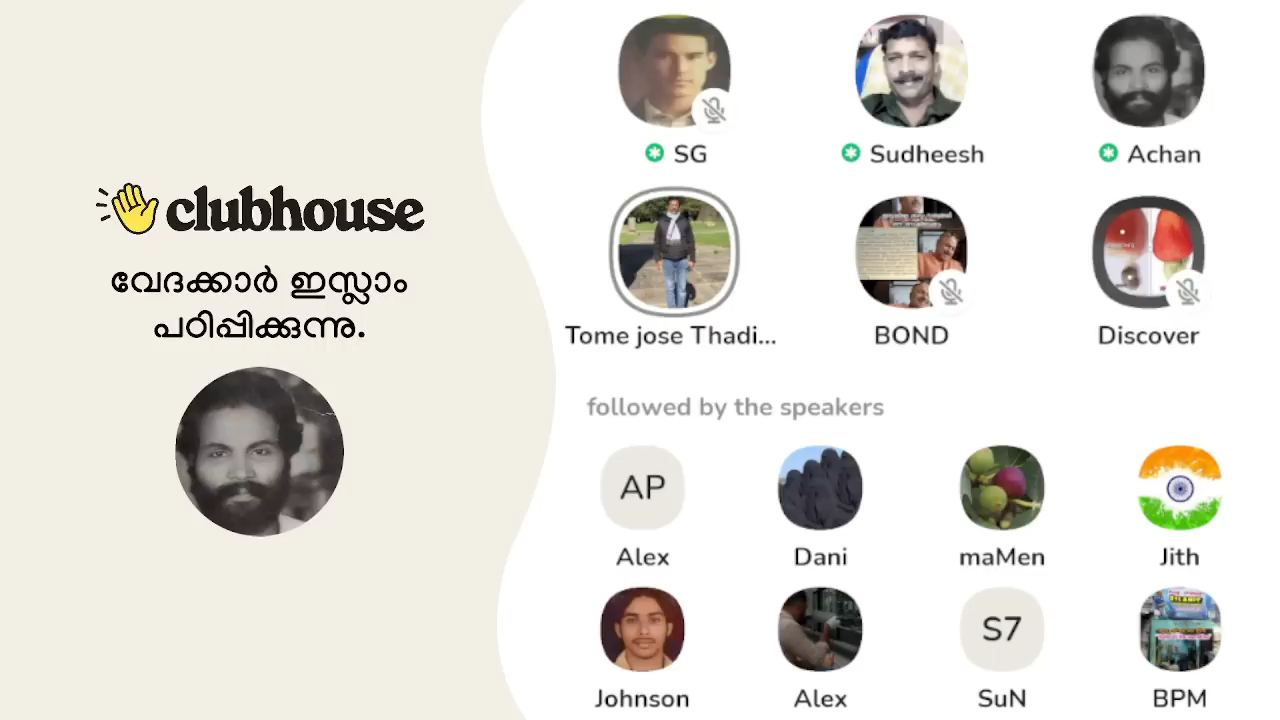 clubhouse
വേദക്കാർ ഇസ്ലാം
പഠിപ്പിക്കുന്നു.
SG
Sudheesh
Achan
Tome jose Thadi...
BOND
Discover
followed by the speakers
AP
Alex
Dani
maMen
Jith
Johnson
Alex
S7
SuN
BPM